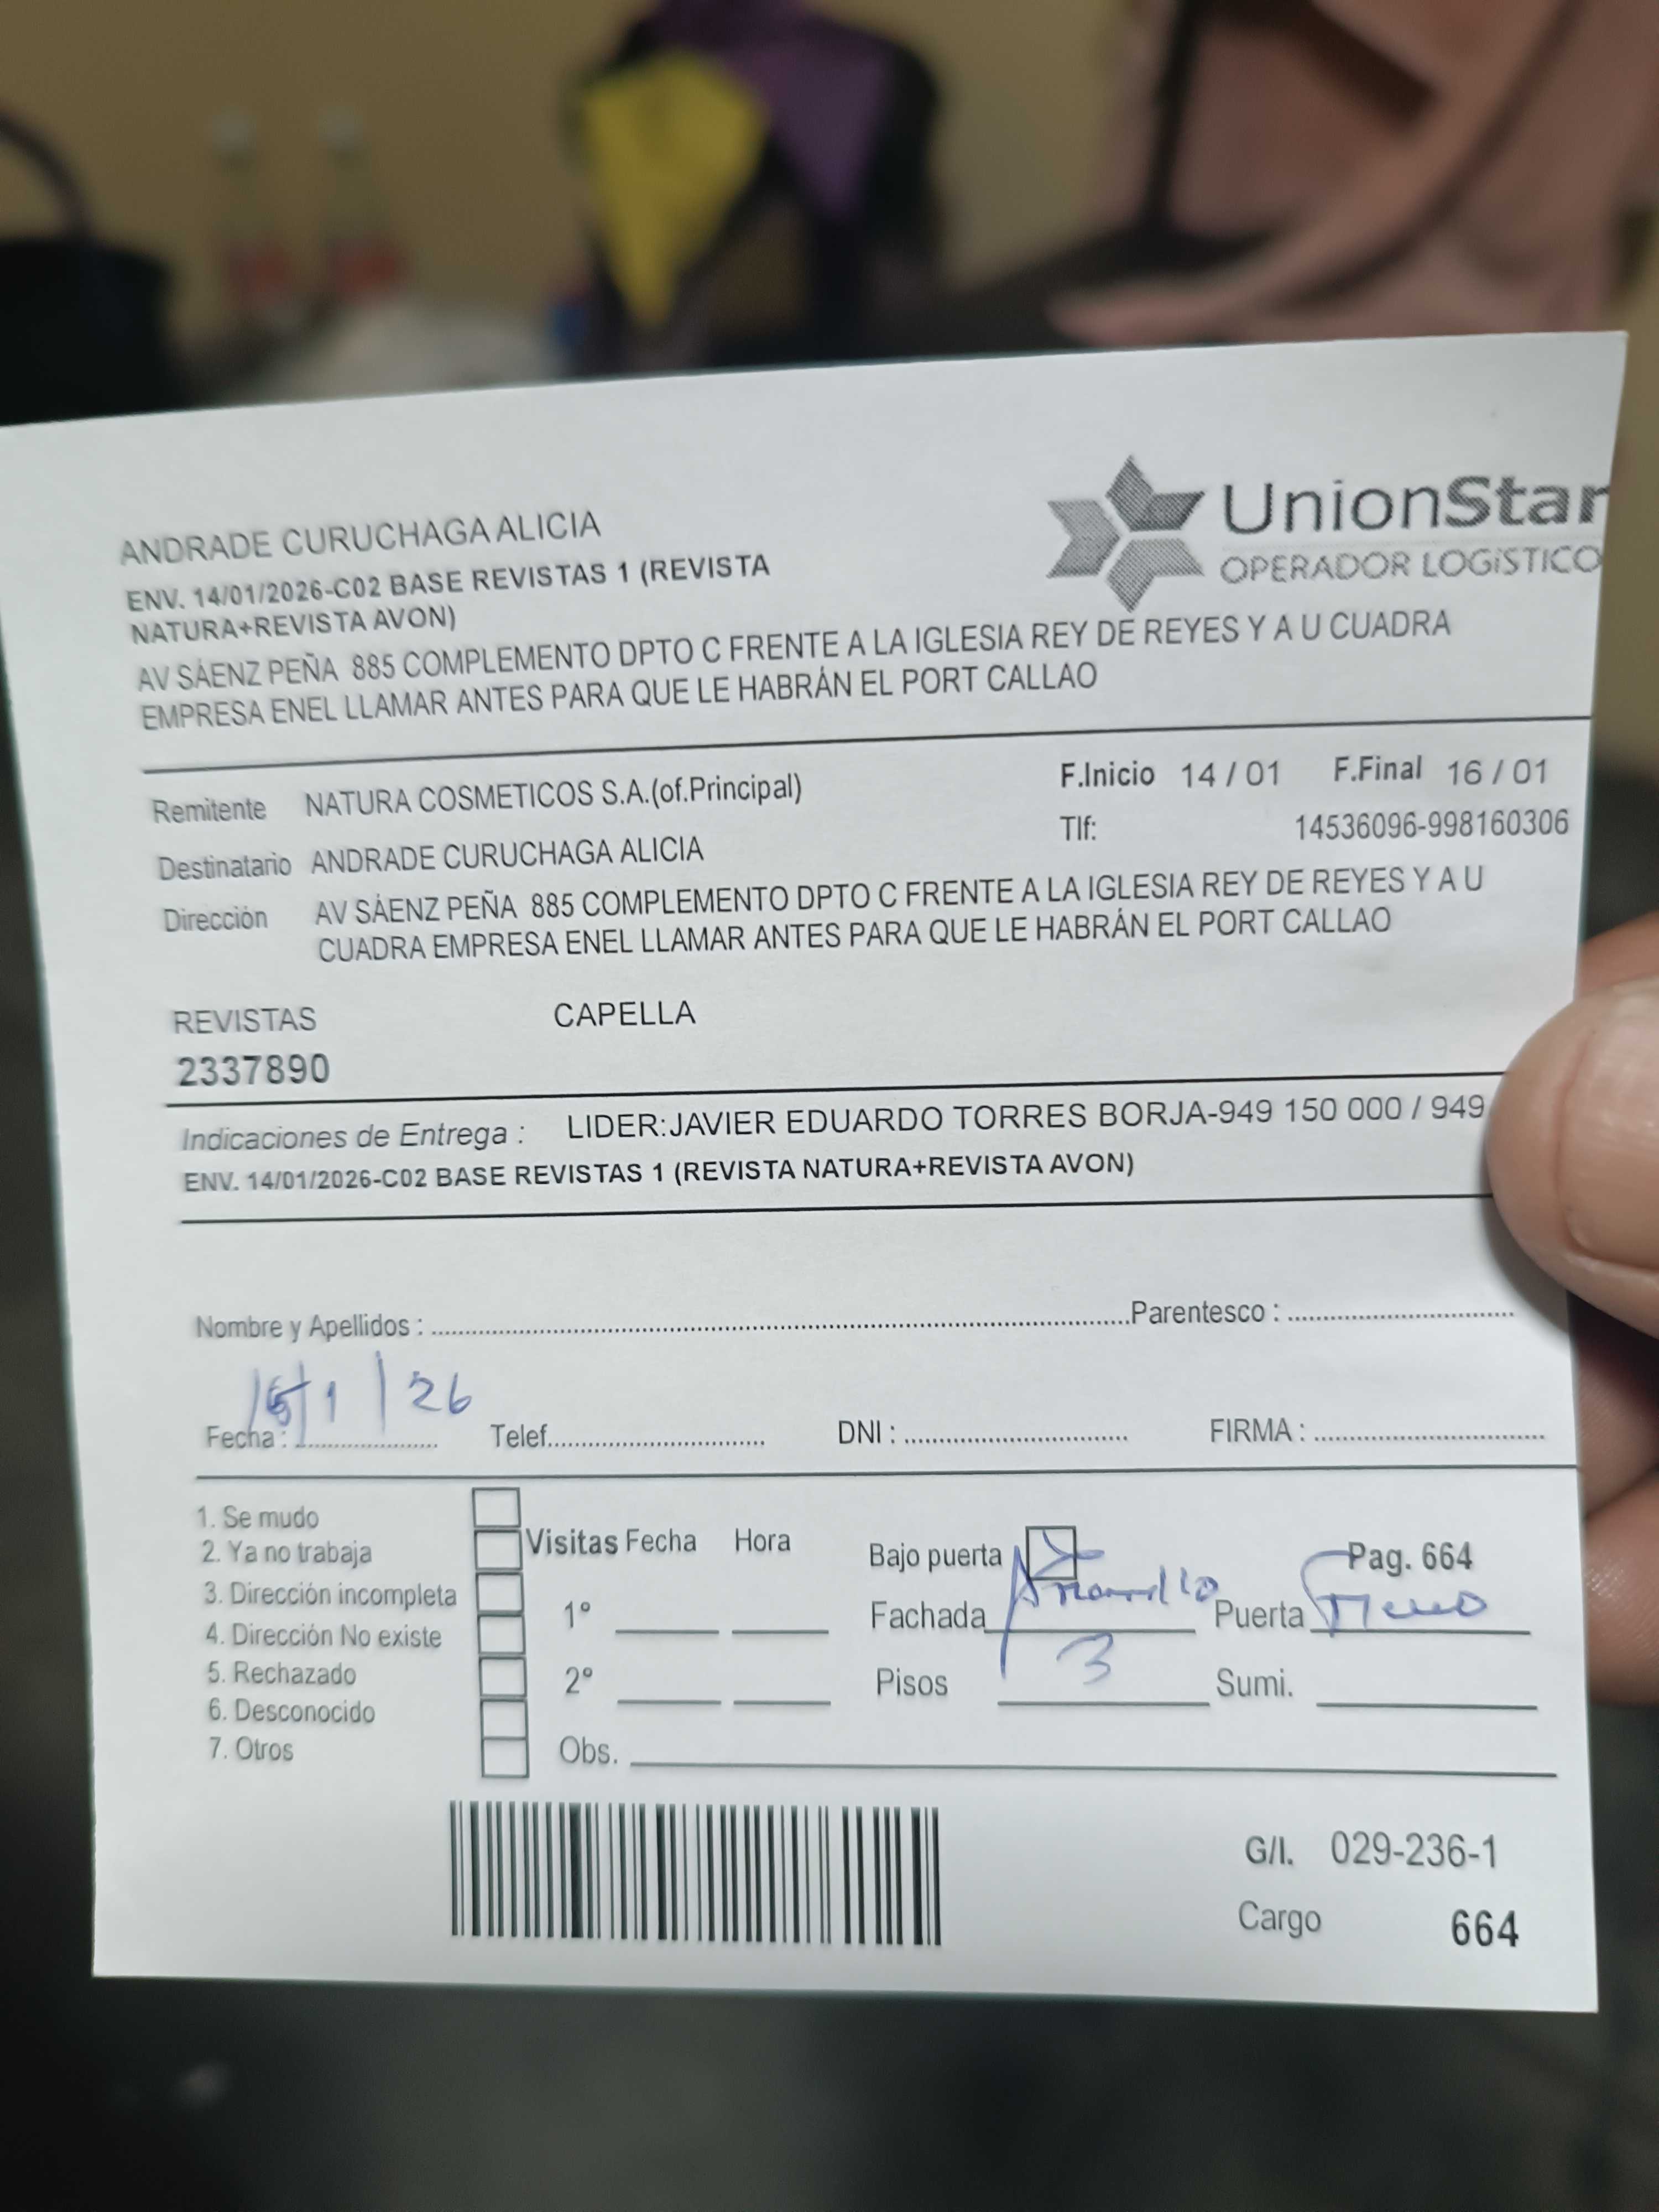 ANDRADE CURUCHAGA ALICIA
ENV. 14/01/2026-C02 BASE REVISTAS 1 (REVISTA
NATURA+REVISTA AVON)
UnionStar
OPERADOR LOGíSTICO
AV SÁENZ PEÑA 885 COMPLEMENTO DPTO C FRENTE A LA IGLESIA REY DE REYES Y A U CUADRA
EMPRESA ENEL LLAMAR ANTES PARA QUE LE HABRÁN EL PORT CALLAO
Remitente NATURA COSMETICOS S.A.(of.Principal) F.Inicio 14 / 01 F.Final 16 / 01
Tlf: 14536096-998160306
Destinatario ANDRADE CURUCHAGA ALICIA
Dirección AV SÁENZ PEÑA 885 COMPLEMENTO DPTO C FRENTE A LA IGLESIA REY DE REYES Y A U
CUADRA EMPRESA ENEL LLAMAR ANTES PARA QUE LE HABRÁN EL PORT CALLAO
REVISTAS CAPELLA
2337890
Indicaciones de Entrega : LIDER:JAVIER EDUARDO TORRES BORJA-949 150 000 / 949
ENV. 14/01/2026-C02 BASE REVISTAS 1 (REVISTA NATURA+REVISTA AVON)
Nombre y Apellidos : Parentesco :
Fecha : /1/26 Telef. DNI : FIRMA :
1. Se mudo
2. Ya no trabaja
3. Dirección incompleta
4. Dirección No existe
5. Rechazado
6. Desconocido
7. Otros
Visitas Fecha Hora
1°
2°
Obs.
Bajo puerta Pag. 664
Fachada Amarillo Puerta
Pisos 3 Sumi.
G/I. 029-236-1
Cargo 664